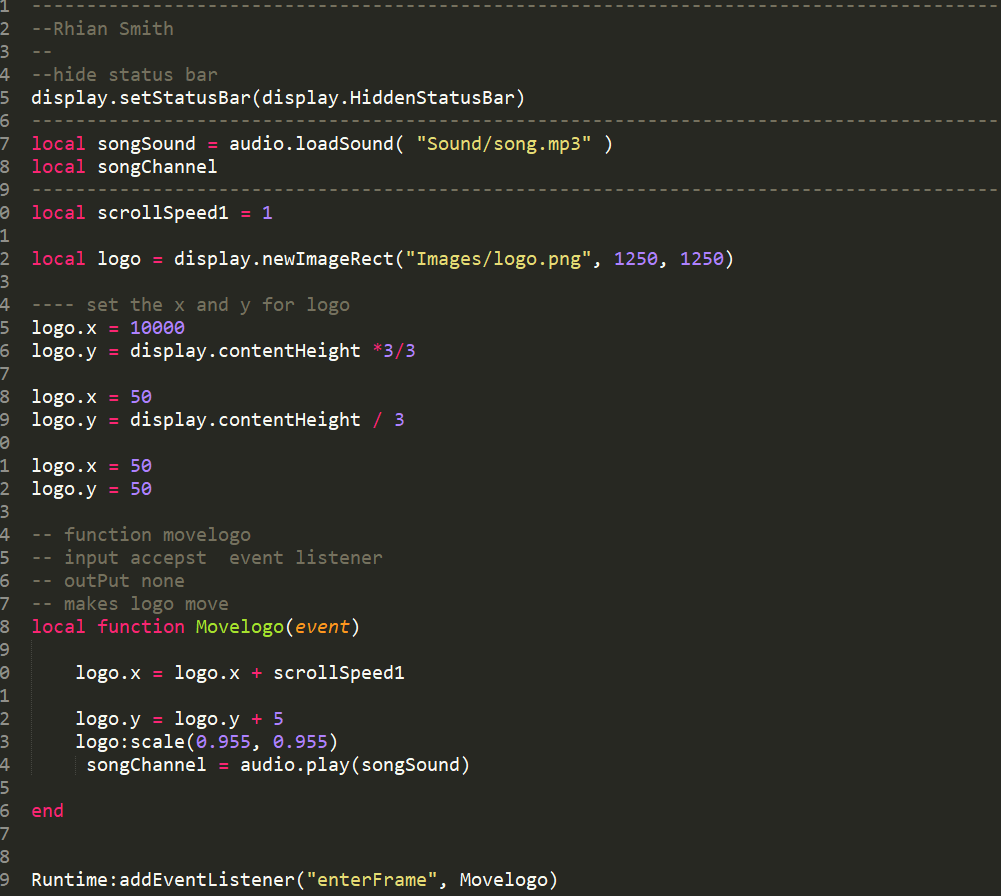 1 ----------------------------------------------------------------------------------------
2 --Rhian Smith
3 --
4 --hide status bar
5 display.setStatusBar(display.HiddenStatusBar)
6 ----------------------------------------------------------------------------------------
7 local songSound = audio.loadSound( "Sound/song.mp3" )
8 local songChannel
9 ----------------------------------------------------------------------------------------
0 local scrollSpeed1 = 1
1
2 local logo = display.newImageRect("Images/logo.png", 1250, 1250)
3
4 ---- set the x and y for logo
5 logo.x = 10000
6 logo.y = display.contentHeight *3/3
7
8 logo.x = 50
9 logo.y = display.contentHeight / 3
0
1 logo.x = 50
2 logo.y = 50
3
4 -- function movelogo
5 -- input accepst  event listener
6 -- outPut none
7 -- makes logo move
8 local function Movelogo(event)
9
0     logo.x = logo.x + scrollSpeed1
1
2     logo.y = logo.y + 5
3     logo:scale(0.955, 0.955)
4      songChannel = audio.play(songSound)
5
6 end
7
8
9 Runtime:addEventListener("enterFrame", Movelogo)